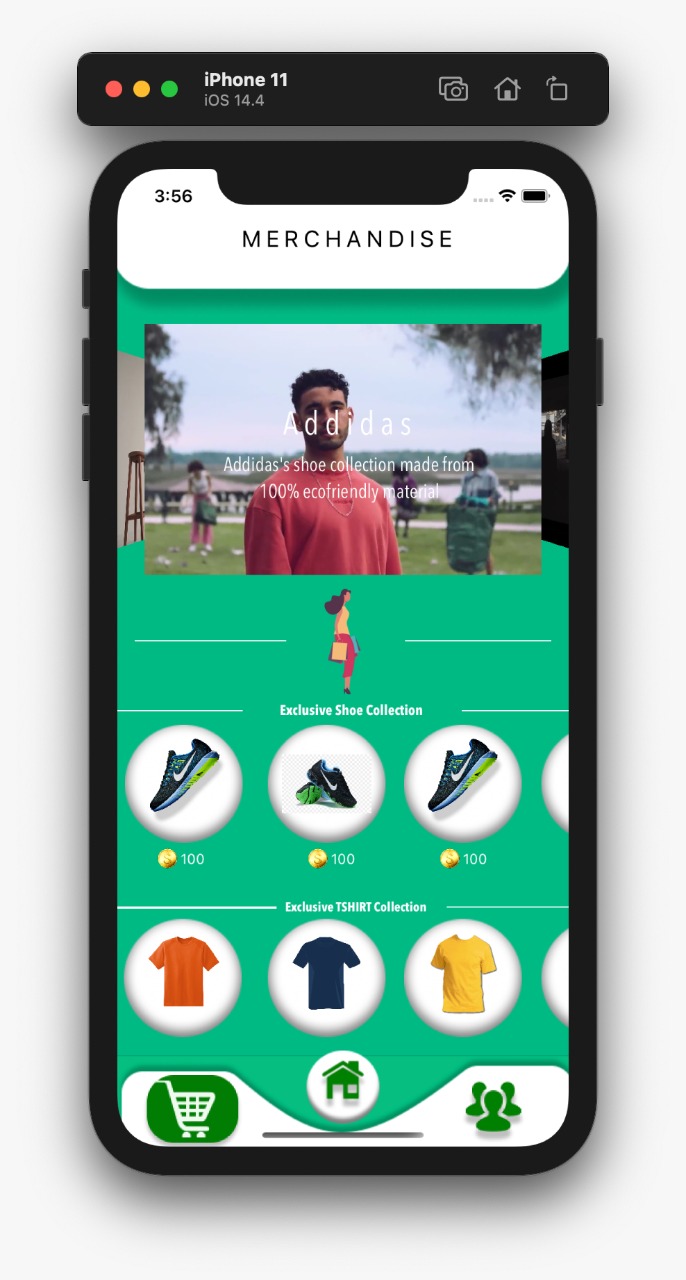 iPhone 11
iOS 14.4
3:56
MERCHANDISE
Addidas
Addidas's shoe collection made from
100% ecofriendly material
Exclusive Shoe Collection
100
100
100
Exclusive TSHIRT Collection